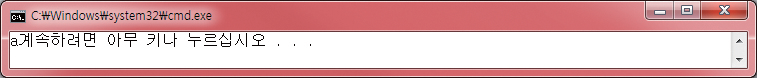 C:₩Windows₩system32₩cmd.exe
a계속하려면 아무 키나 누르십시오 . . .